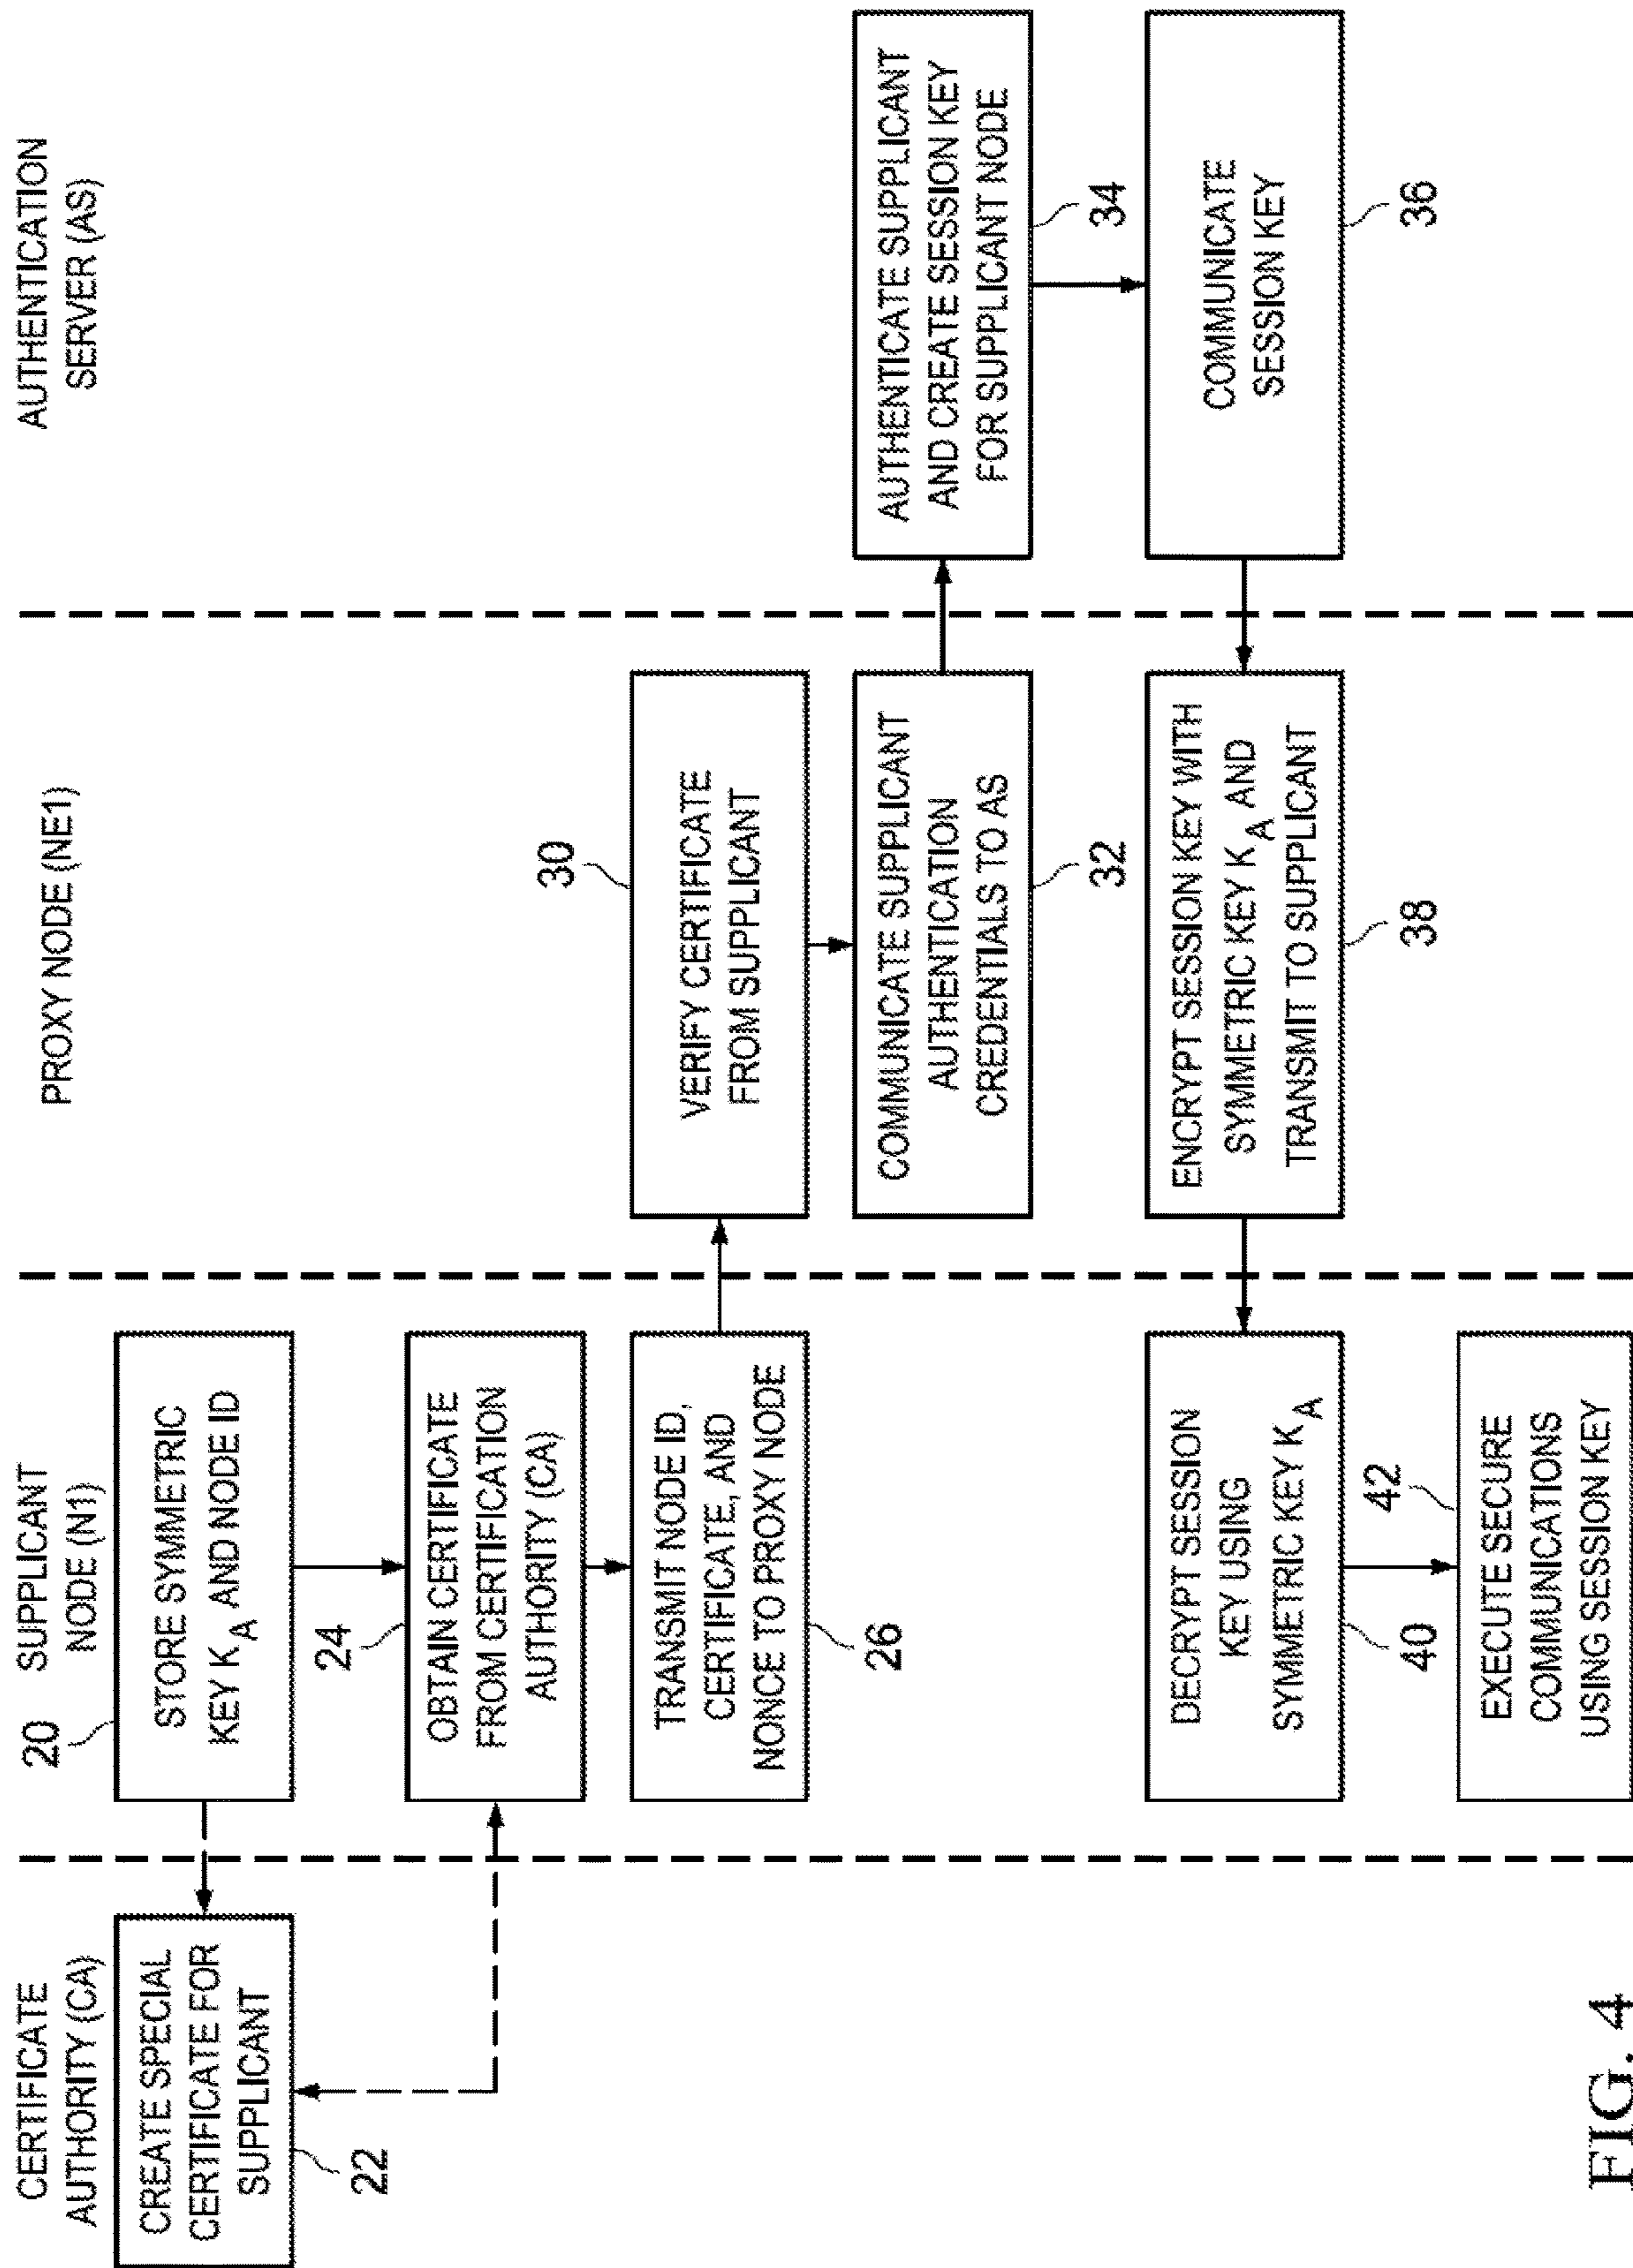 CERTIFICATE
AUTHORITY (CA)
CREATE SPECIAL
CERTIFICATE FOR
SUPPLICANT
22
20
SUPPLICANT
NODE (N1)
STORE SYMMETRIC
KEY K_A AND NODE ID
24
OBTAIN CERTIFICATE
FROM CERTIFICATION
AUTHORITY (CA)
TRANSMIT NODE ID,
CERTIFICATE, AND
NONCE TO PROXY NODE
26
DECRYPT SESSION
KEY USING
SYMMETRIC KEY K_A
40
42
EXECUTE SECURE
COMMUNICATIONS
USING SESSION KEY
PROXY NODE (NE1)
30
VERIFY CERTIFICATE
FROM SUPPLICANT
COMMUNICATE SUPPLICANT
AUTHENTICATION
CREDENTIALS TO AS
32
ENCRYPT SESSION KEY WITH
SYMMETRIC KEY K_A AND
TRANSMIT TO SUPPLICANT
38
AUTHENTICATION
SERVER (AS)
AUTHENTICATE SUPPLICANT
AND CREATE SESSION KEY
FOR SUPPLICANT NODE
34
COMMUNICATE
SESSION KEY
36
FIG. 4